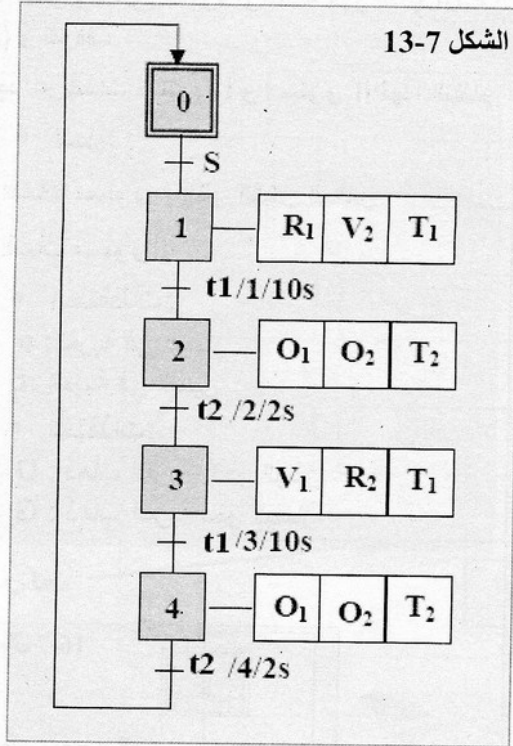 الشكل 7-13
0
S
1 R₁ V₂ T₁
t1/1/10s
2 O₁ O₂ T₂
t2 /2/2s
3 V₁ R₂ T₁
t1/3/10s
4 O₁ O₂ T₂
t2 /4/2s